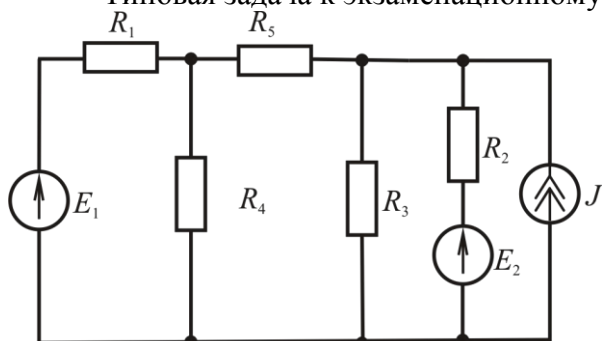 Типовая задача к экзаменационному
R₁
R₅
R₂
E₁
R₄
R₃
J
E₂